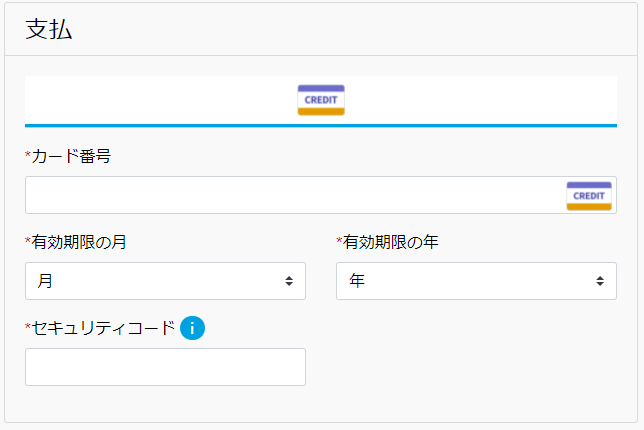 支払
CREDIT
*カード番号
CREDIT
*有効期限の月 *有効期限の年
月 年
*セキュリティコード i